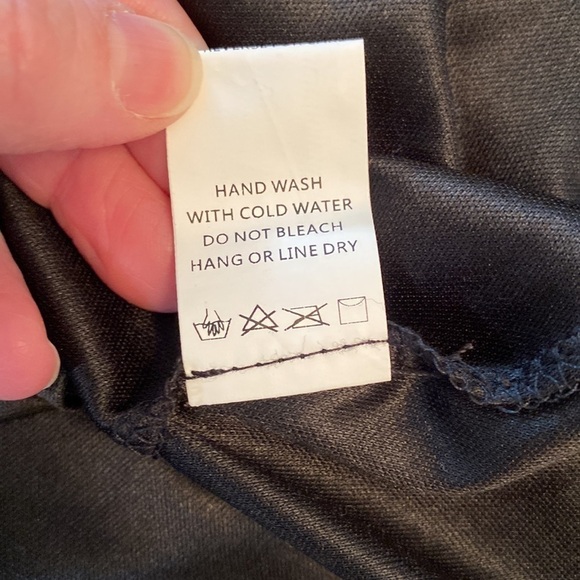 HAND WASH
WITH COLD WATER
DO NOT BLEACH
HANG OR LINE DRY